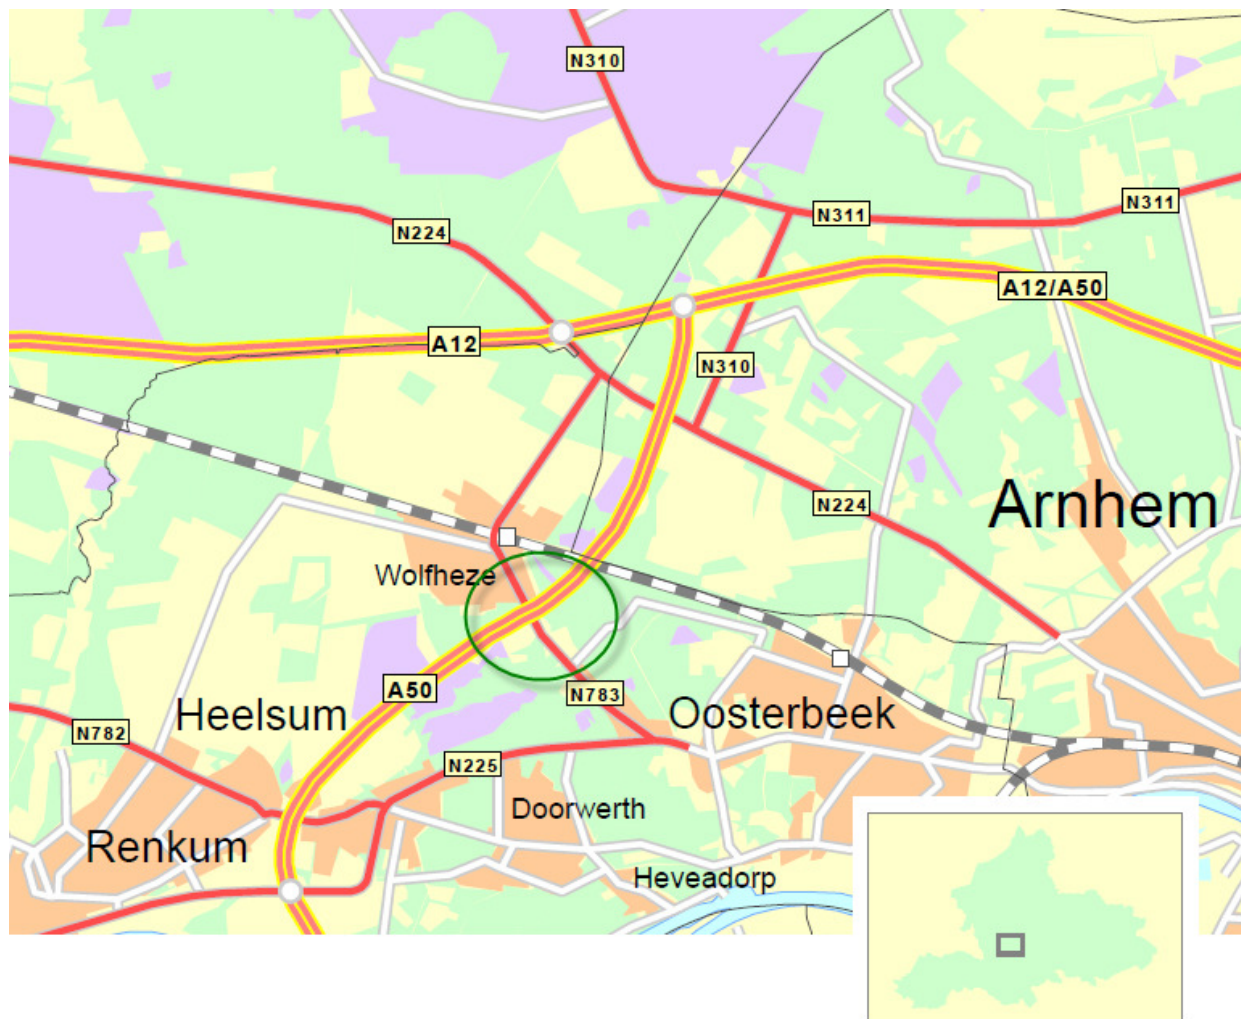 N310
N311
N311
N224
A12/A50
A12
N310
N224
Arnhem
Wolfheze
A50
N783
Heelsum
Oosterbeek
N782
N225
Doorwerth
Renkum
Heveadorp